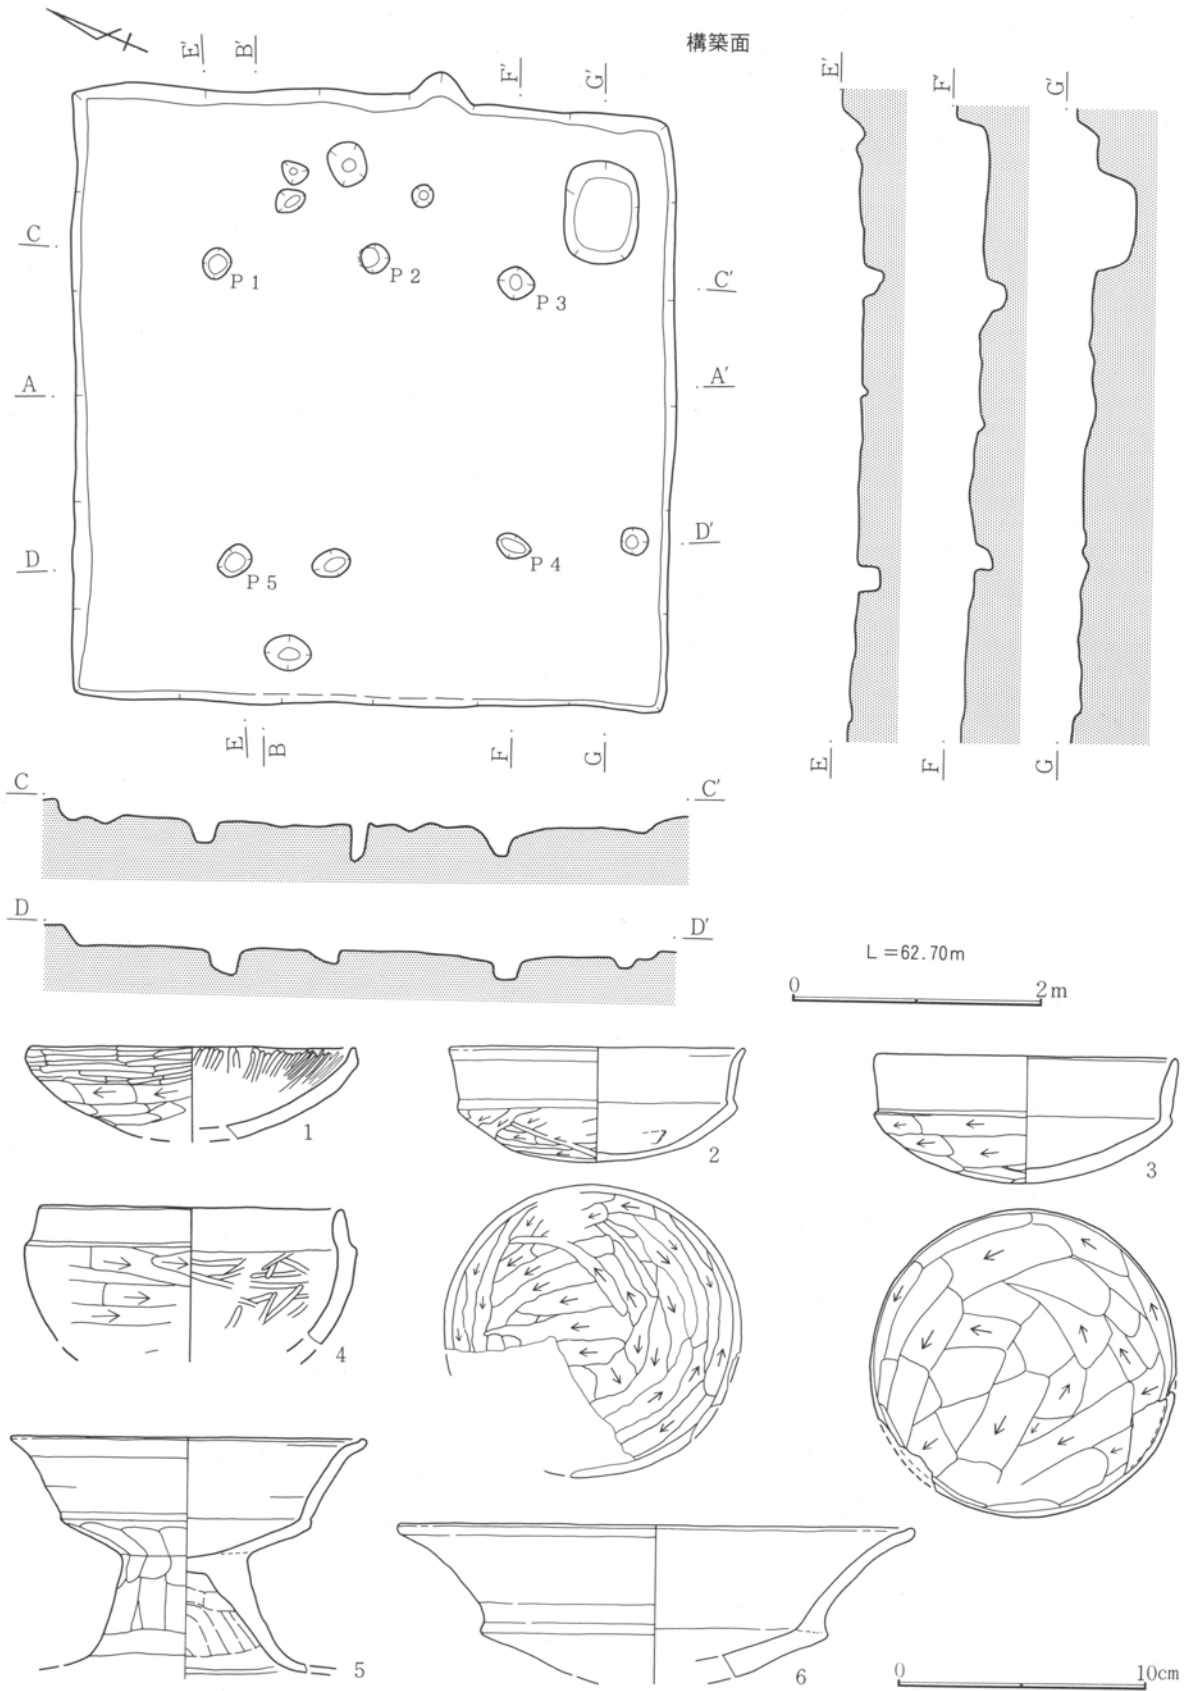 構築面
E′ B′ F′ G′
E′ F′ G′
C
P 1
P 2
P 3
C′
A
A′
D
P 5
P 4
D′
E B F G
E F G
C
C′
D
D′
L=62.70m
0 2m
1
2
3
4
5
6
0 10cm